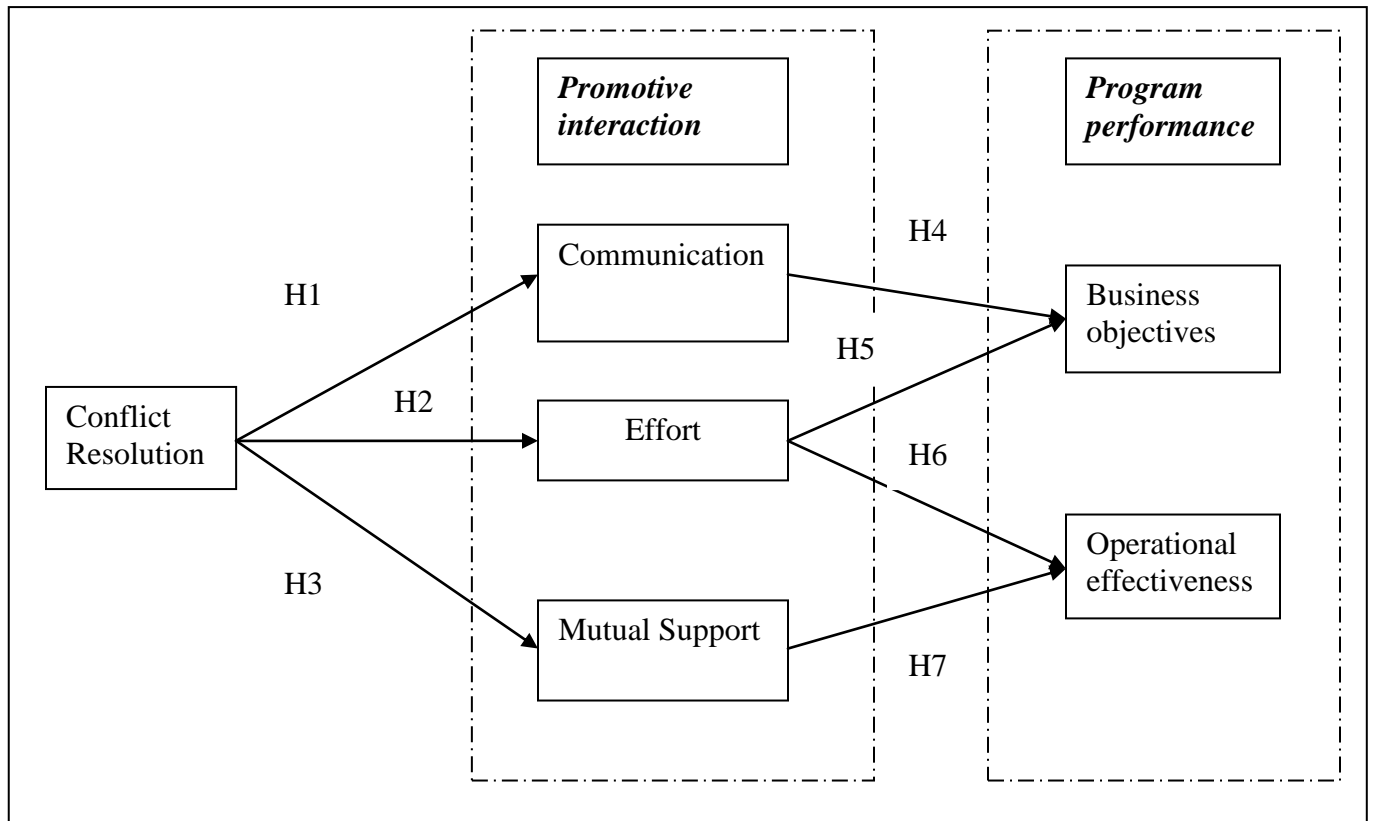 Promotive
interaction
Program
performance
H4
Communication
Business
objectives
H1
H5
H2
Conflict
Resolution
Effort
H6
Operational
effectiveness
H3
Mutual Support
H7